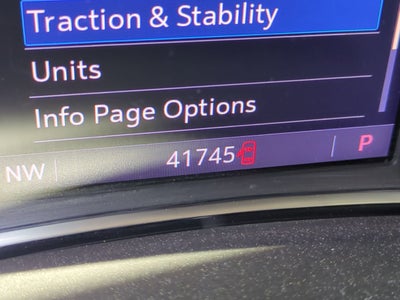 Traction & Stability
Units
Info Page Options
NW 41745 P